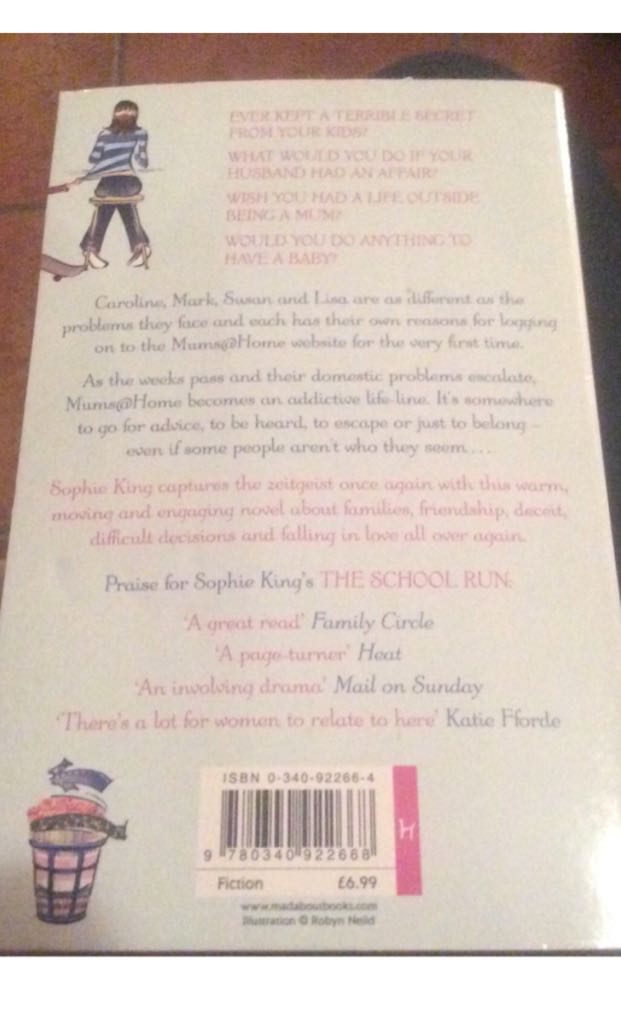 EVER KEPT A TERRIBLE SECRET
FROM YOUR KIDS?
WHAT WOULD YOU DO IF YOUR
HUSBAND HAD AN AFFAIR?
WISH YOU HAD A LIFE OUTSIDE
BEING A MUM?
WOULD YOU DO ANYTHING TO
HAVE A BABY?
Caroline, Mark, Susan and Lisa are as different as the
problems they face and each has their own reasons for logging
on to the Mums@Home website for the very first time.
As the weeks pass and their domestic problems escalate,
Mums@Home becomes an addictive life-line. It's somewhere
to go for advice, to be heard, to escape or just to belong –
even if some people aren't who they seem . . .
Sophie King captures the zeitgeist once again with this warm,
moving and engaging novel about families, friendship, deceit,
difficult decisions and falling in love all over again.
Praise for Sophie King's THE SCHOOL RUN:
'A great read' Family Circle
'A page-turner' Heat
'An involving drama' Mail on Sunday
'There's a lot for women to relate to here' Katie Fforde
ISBN 0-340-92266-4
9 780340 922668
Fiction £6.99
www.madaboutbooks.com
Illustration © Robyn Neild